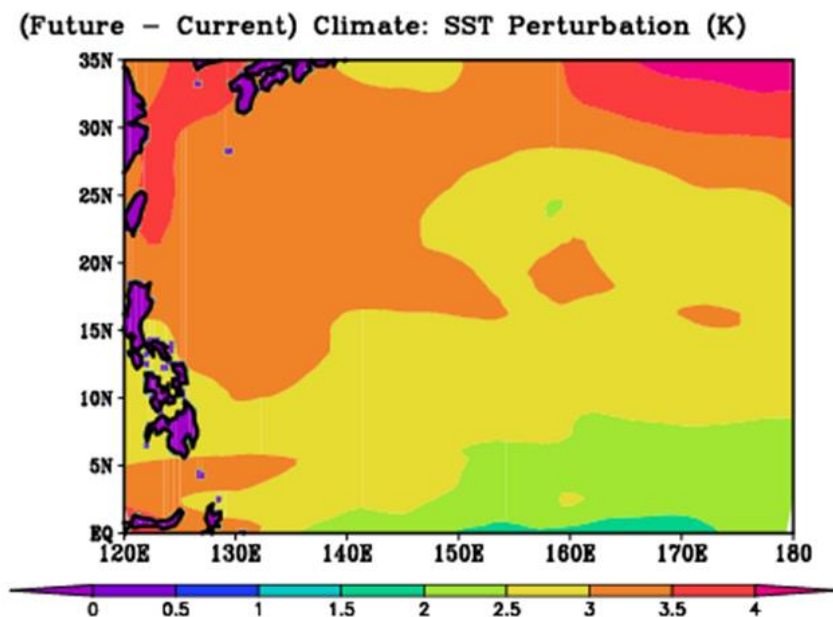 (Future − Current) Climate: SST Perturbation (K)
35N
30N
25N
20N
15N
10N
5N
EQ
120E 130E 140E 150E 160E 170E 180
0 0.5 1 1.5 2 2.5 3 3.5 4